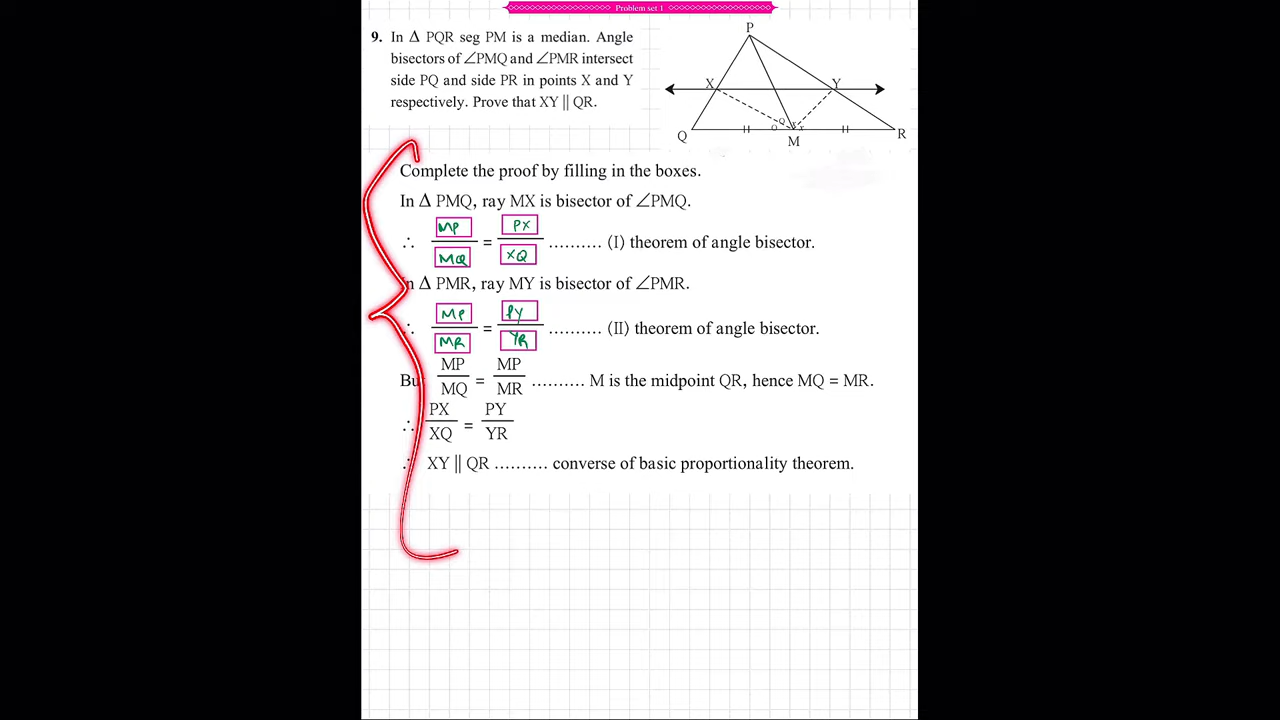 Problem set 1
9. In Δ PQR seg PM is a median. Angle
bisectors of ∠PMQ and ∠PMR intersect
side PQ and side PR in points X and Y
respectively. Prove that XY || QR.
P
X
Y
Q
M
R
Complete the proof by filling in the boxes.
In Δ PMQ, ray MX is bisector of ∠PMQ.
∴ MP/MQ = PX/XQ .......... (I) theorem of angle bisector.
In Δ PMR, ray MY is bisector of ∠PMR.
∴ MP/MR = PY/YR .......... (II) theorem of angle bisector.
But MP/MQ = MP/MR .......... M is the midpoint QR, hence MQ = MR.
∴ PX/XQ = PY/YR
∴ XY || QR .......... converse of basic proportionality theorem.